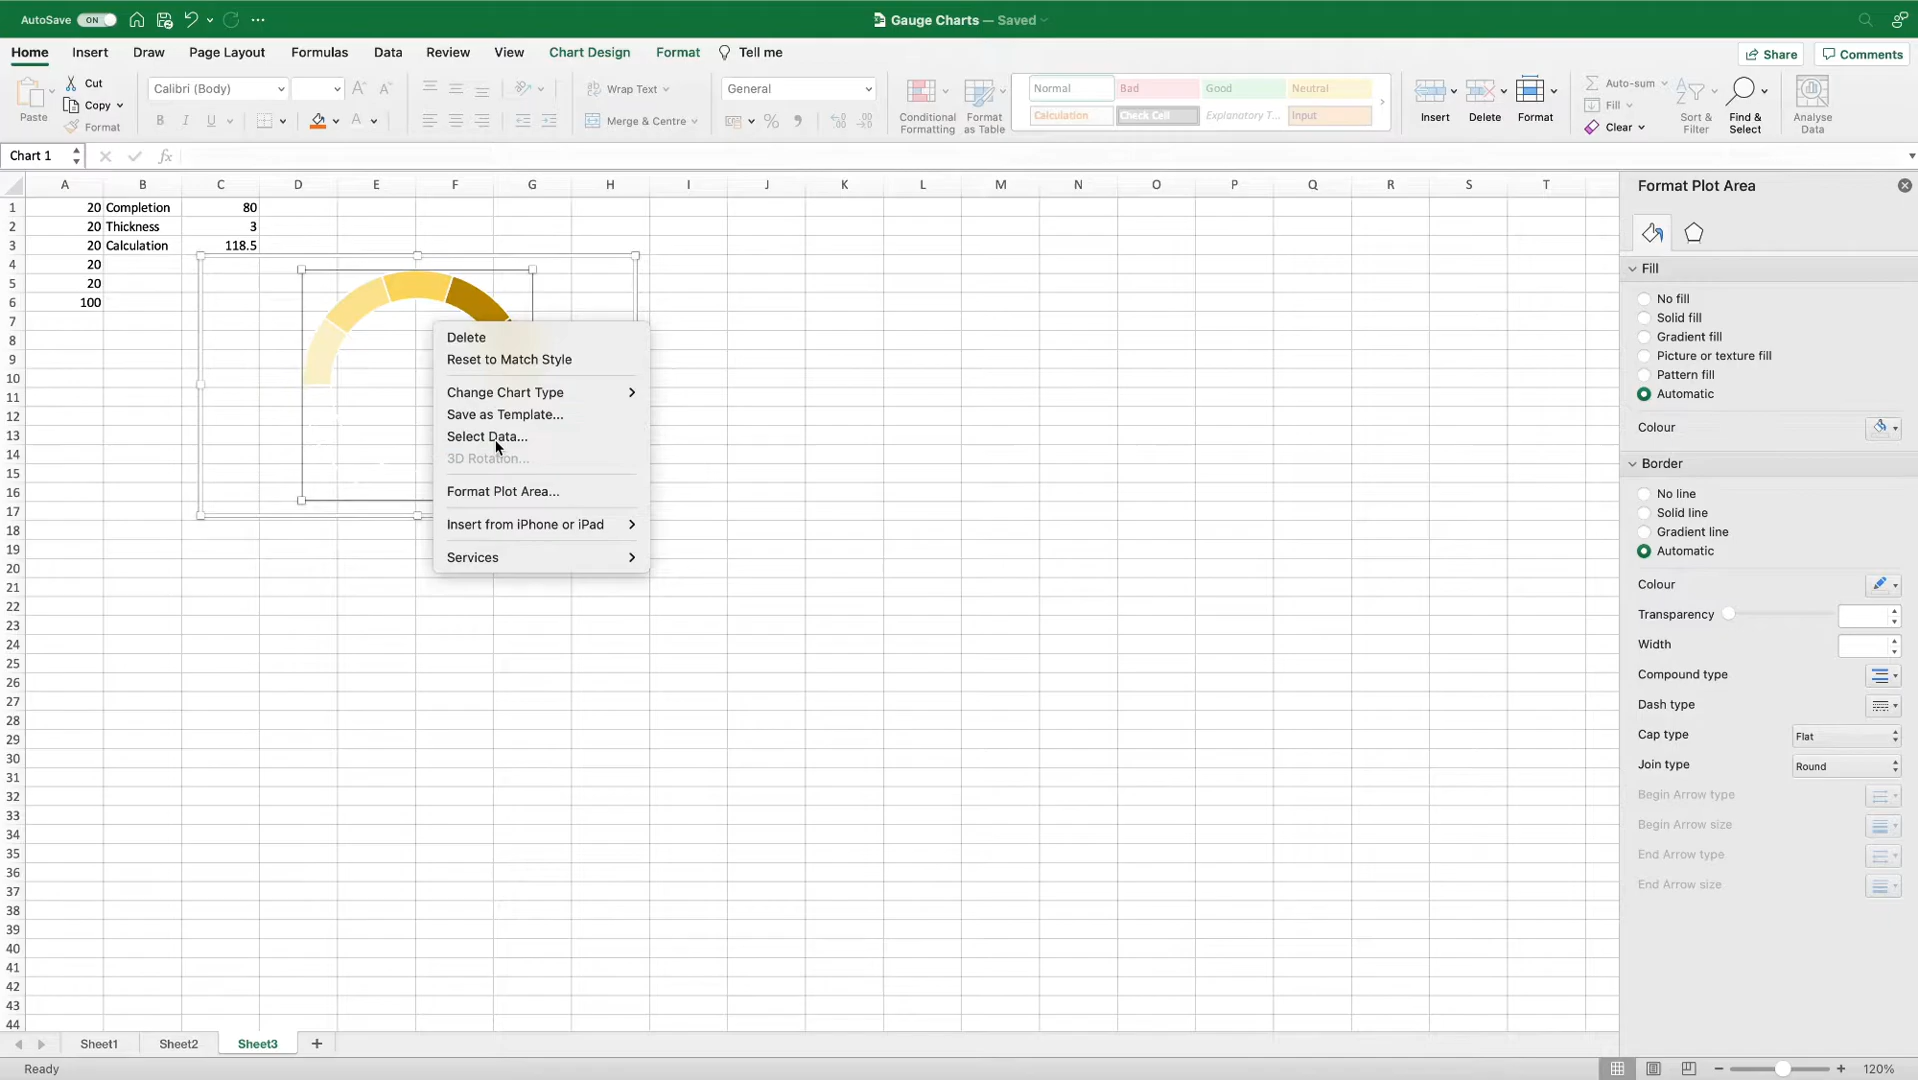 AutoSave ON Gauge Charts — Saved
Home Insert Draw Page Layout Formulas Data Review View Chart Design Format Tell me Share Comments
Paste Cut Copy Format
Calibri (Body)
B I U
Wrap Text
Merge & Centre
General
Conditional Formatting
Format as Table
Normal Bad Good Neutral
Calculation Check Cell Explanatory T... Input
Insert Delete Format
Auto-sum
Fill
Clear
Sort & Filter
Find & Select
Analyse Data
Chart 1 fx
A B C D E F G H I J K L M N O P Q R S T
1 20 Completion 80
2 20 Thickness 3
3 20 Calculation 118.5
4 20
5 20
6 100
7
8
9
10
11
12
13
14
15
16
17
18
19
20
21
22
23
24
25
26
27
28
29
30
31
32
33
34
35
36
37
38
39
40
41
42
43
44
Delete
Reset to Match Style
Change Chart Type
Save as Template...
Select Data...
3D Rotation...
Format Plot Area...
Insert from iPhone or iPad
Services
Format Plot Area
Fill
No fill
Solid fill
Gradient fill
Picture or texture fill
Pattern fill
Automatic
Colour
Border
No line
Solid line
Gradient line
Automatic
Colour
Transparency
Width
Compound type
Dash type
Cap type Flat
Join type Round
Begin Arrow type
Begin Arrow size
End Arrow type
End Arrow size
Sheet1 Sheet2 Sheet3
Ready 120%